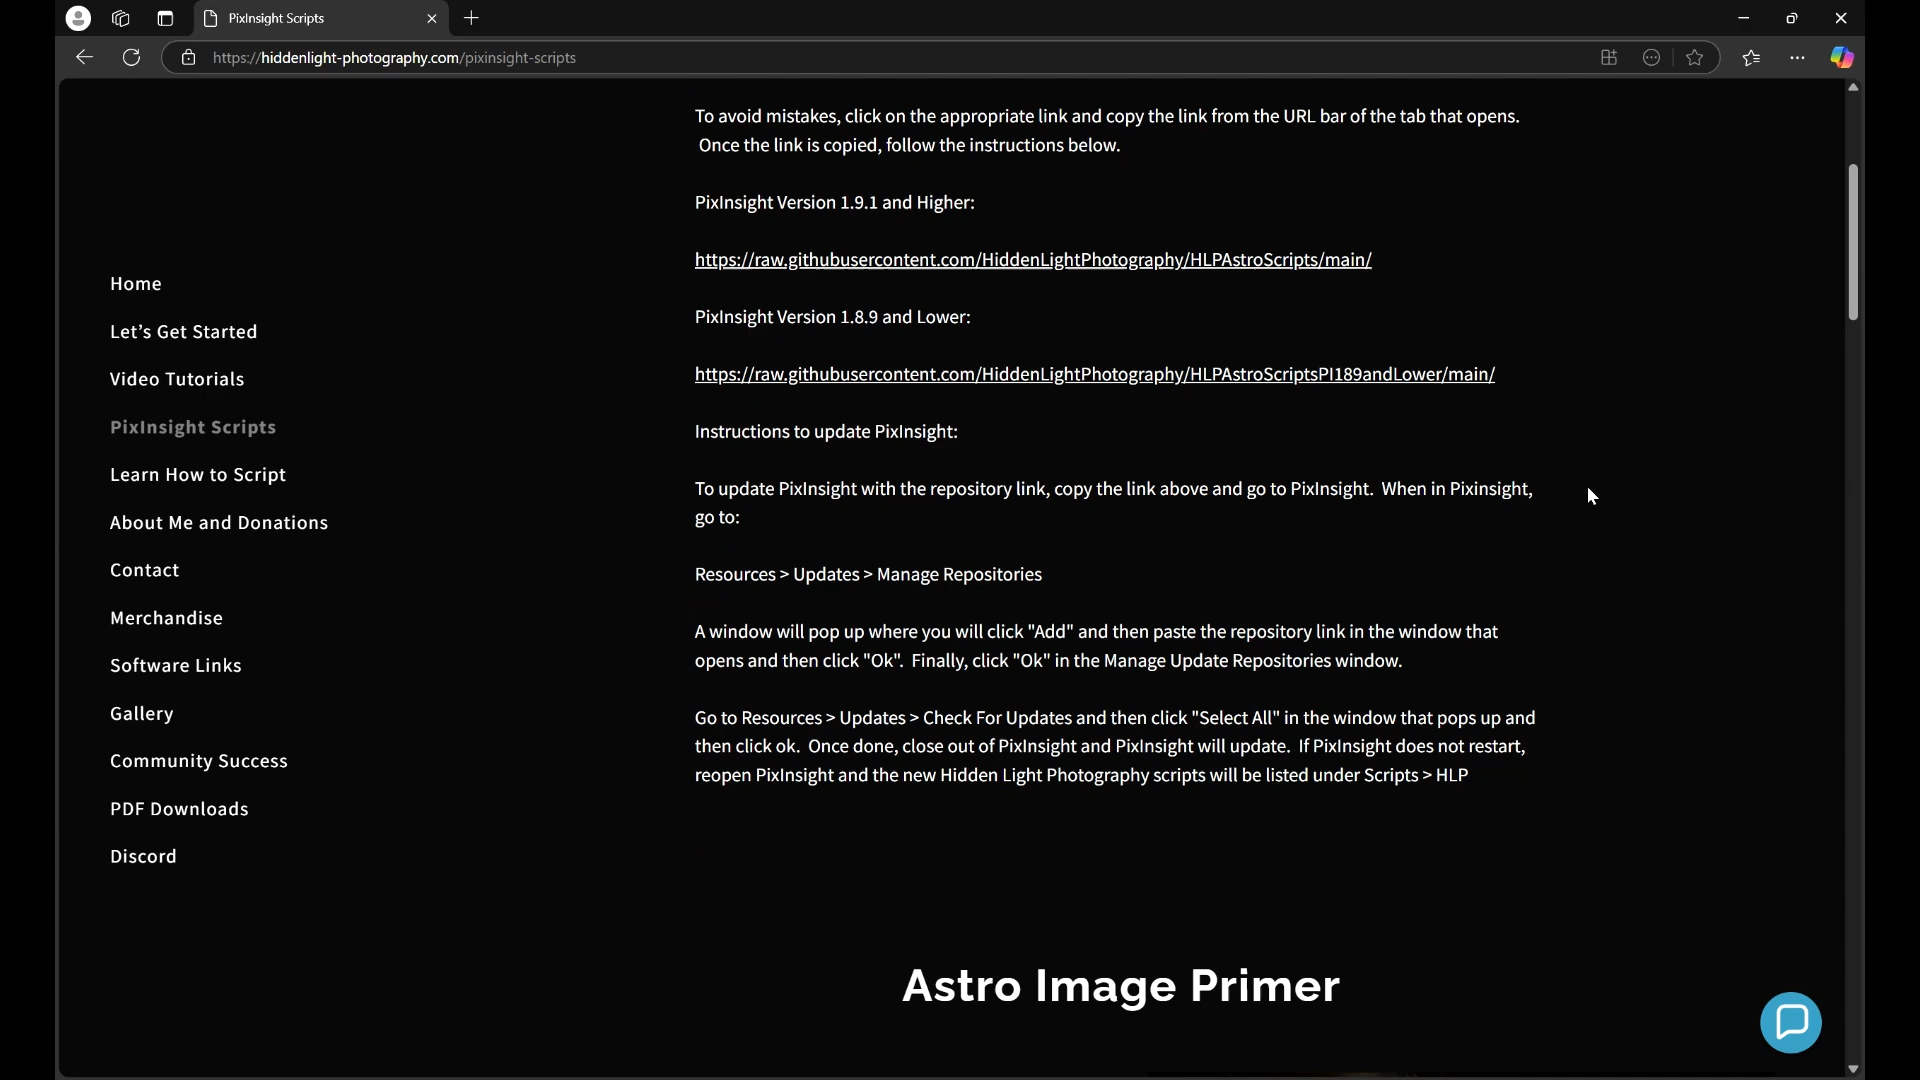 PixInsight Scripts
https://hiddenlight-photography.com/pixinsight-scripts
To avoid mistakes, click on the appropriate link and copy the link from the URL bar of the tab that opens.
Once the link is copied, follow the instructions below.
PixInsight Version 1.9.1 and Higher:
https://raw.githubusercontent.com/HiddenLightPhotography/HLPAstroScripts/main/
PixInsight Version 1.8.9 and Lower:
https://raw.githubusercontent.com/HiddenLightPhotography/HLPAstroScriptsPI189andLower/main/
Instructions to update PixInsight:
To update PixInsight with the repository link, copy the link above and go to PixInsight.  When in Pixinsight,
go to:
Resources > Updates > Manage Repositories
A window will pop up where you will click "Add" and then paste the repository link in the window that
opens and then click "Ok".  Finally, click "Ok" in the Manage Update Repositories window.
Go to Resources > Updates > Check For Updates and then click "Select All" in the window that pops up and
then click ok.  Once done, close out of PixInsight and PixInsight will update.  If PixInsight does not restart,
reopen PixInsight and the new Hidden Light Photography scripts will be listed under Scripts > HLP
Home
Let's Get Started
Video Tutorials
PixInsight Scripts
Learn How to Script
About Me and Donations
Contact
Merchandise
Software Links
Gallery
Community Success
PDF Downloads
Discord
Astro Image Primer